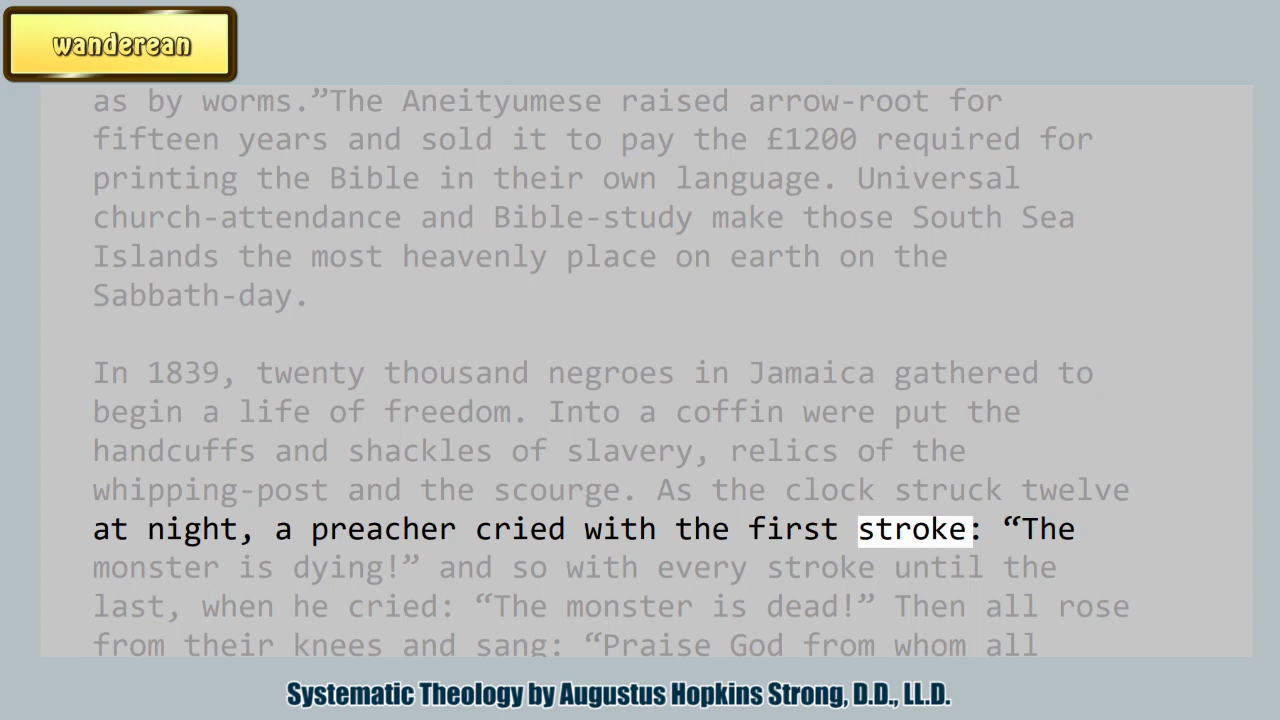 wanderean
as by worms.”The Aneityumese raised arrow-root for
fifteen years and sold it to pay the £1200 required for
printing the Bible in their own language. Universal
church-attendance and Bible-study make those South Sea
Islands the most heavenly place on earth on the
Sabbath-day.
In 1839, twenty thousand negroes in Jamaica gathered to
begin a life of freedom. Into a coffin were put the
handcuffs and shackles of slavery, relics of the
whipping-post and the scourge. As the clock struck twelve
at night, a preacher cried with the first stroke: “The
monster is dying!” and so with every stroke until the
last, when he cried: “The monster is dead!” Then all rose
from their knees and sang: “Praise God from whom all
Systematic Theology by Augustus Hopkins Strong, D.D., LL.D.